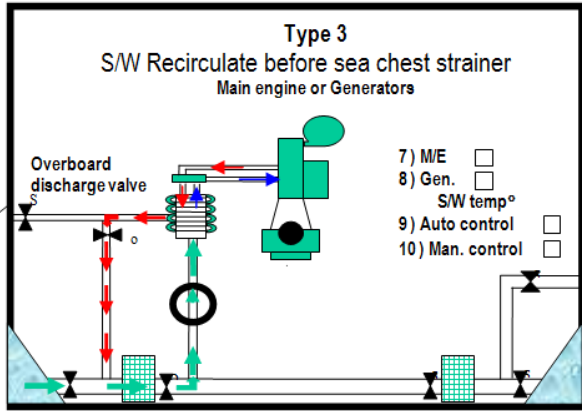 Type 3
S/W Recirculate before sea chest strainer
Main engine or Generators
Overboard
discharge valve
S
o
7 ) M/E
8 ) Gen.
S/W temp°
9 ) Auto control
10 ) Man. control